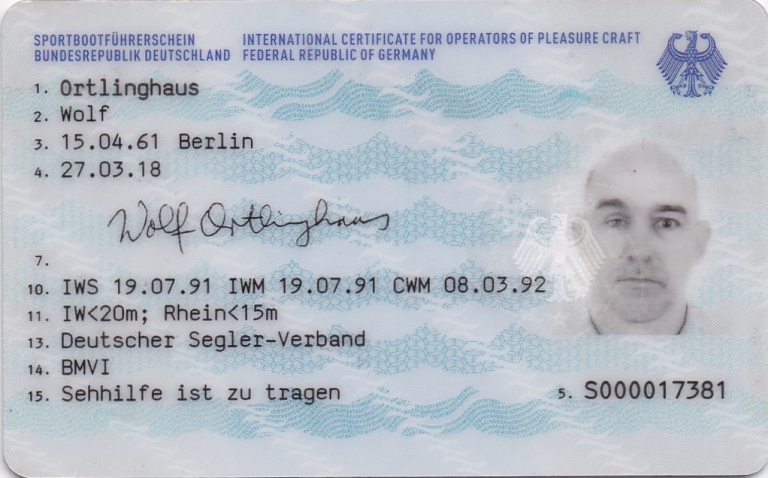 SPORTBOOTFÜHRERSCHEIN INTERNATIONAL CERTIFICATE FOR OPERATORS OF PLEASURE CRAFT
BUNDESREPUBLIK DEUTSCHLAND FEDERAL REPUBLIC OF GERMANY
1. Ortlinghaus
2. Wolf
3. 15.04.61 Berlin
4. 27.03.18
Wolf Ortlinghaus
7.
10. IWS 19.07.91 IWM 19.07.91 CWM 08.03.92
11. IW<20m; Rhein<15m
13. Deutscher Segler-Verband
14. BMVI
15. Sehhilfe ist zu tragen 5. S000017381